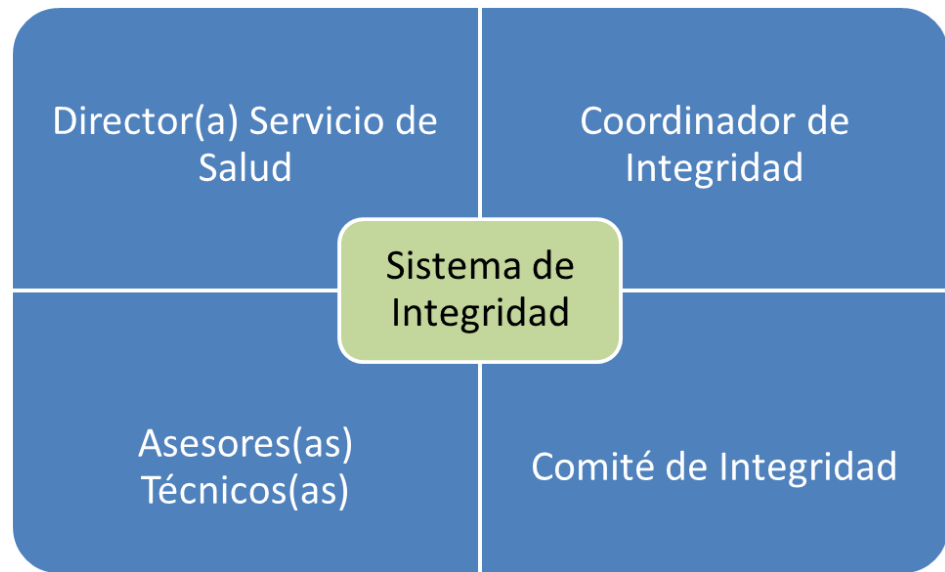 Director(a) Servicio de
Salud
Coordinador de
Integridad
Sistema de
Integridad
Asesores(as)
Técnicos(as)
Comité de Integridad